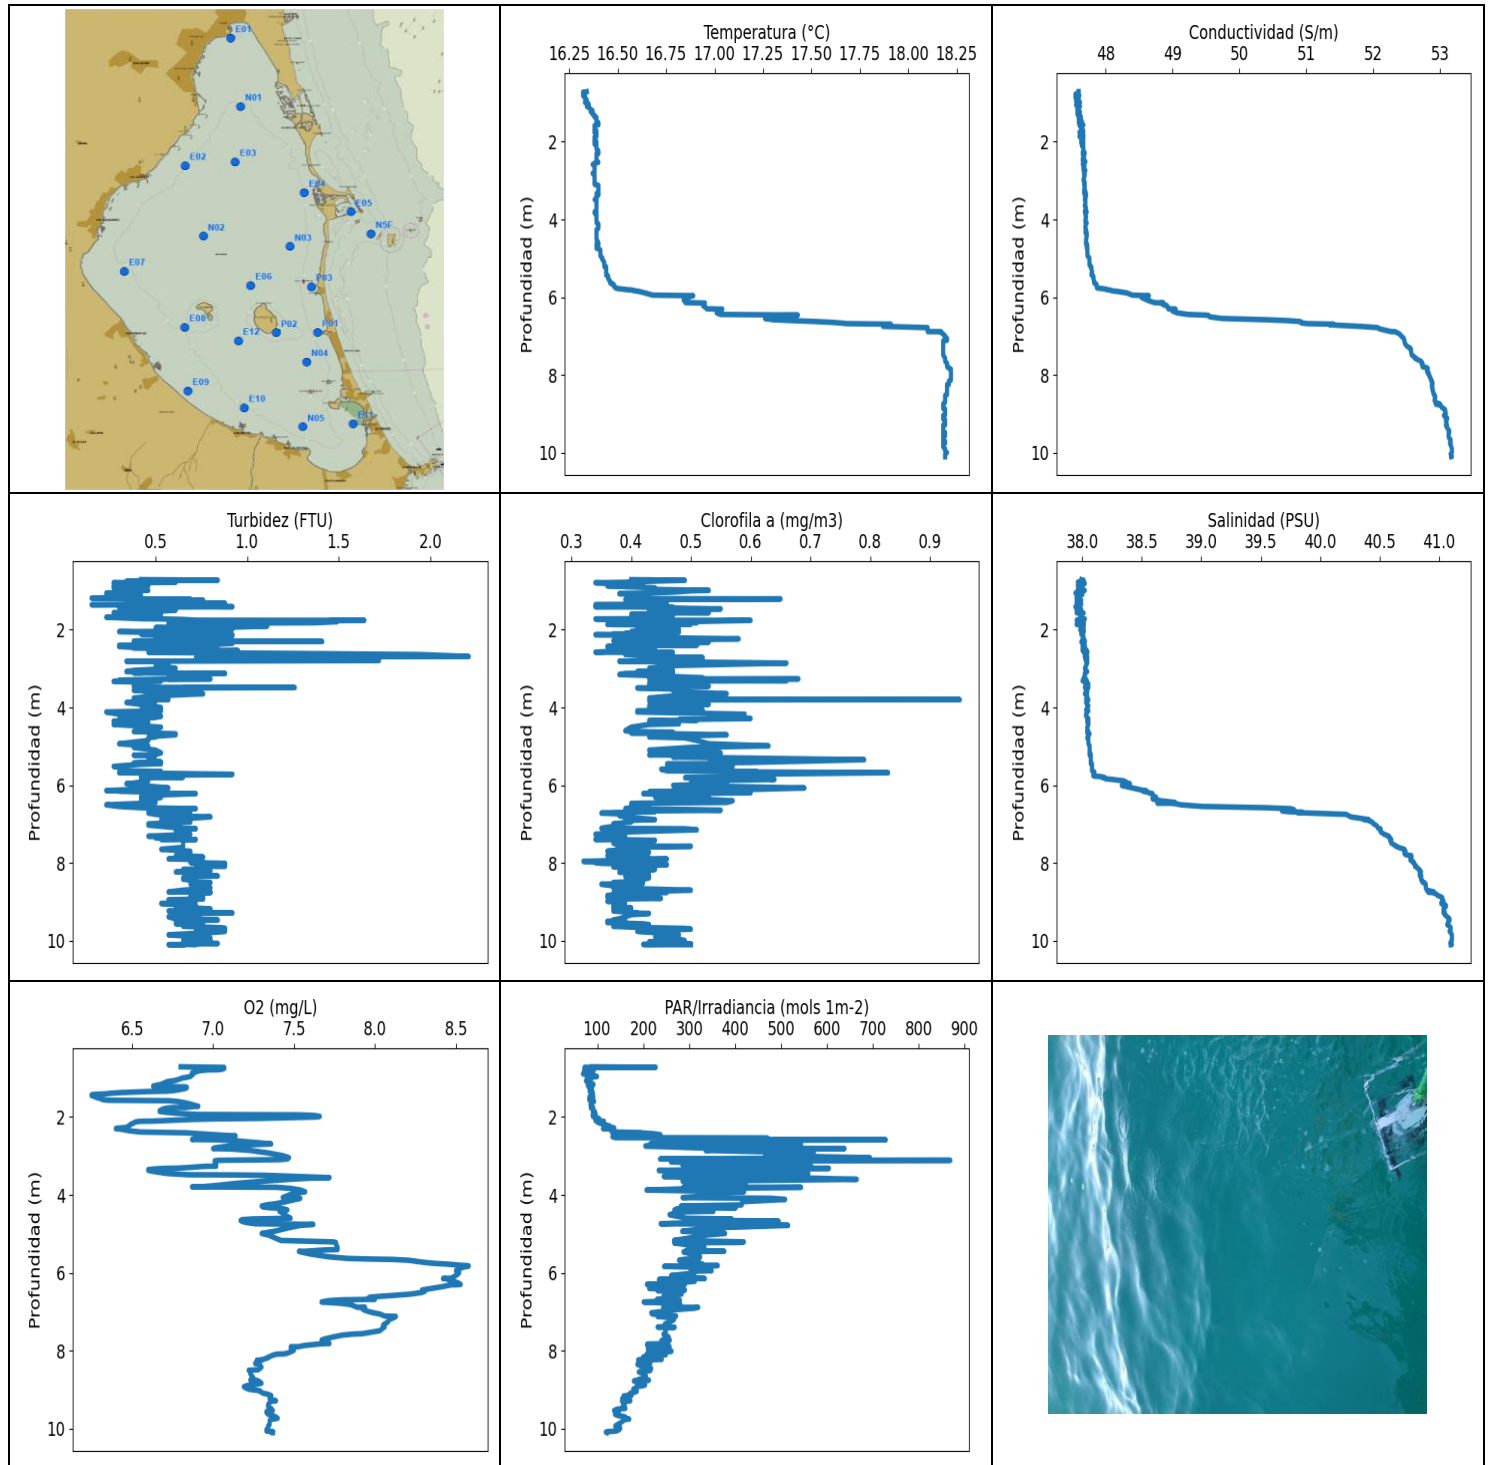 E01
N01
E02
E03
E04
E05
N5F
N02
N03
E07
E06
P03
E08
E12
P02
P01
N04
E09
E10
N05
E11
Temperatura (°C)
16.25 16.50 16.75 17.00 17.25 17.50 17.75 18.00 18.25
Profundidad (m)
2
4
6
8
10
Conductividad (S/m)
48 49 50 51 52 53
Profundidad (m)
2
4
6
8
10
Turbidez (FTU)
0.5 1.0 1.5 2.0
Profundidad (m)
2
4
6
8
10
Clorofila a (mg/m3)
0.3 0.4 0.5 0.6 0.7 0.8 0.9
Profundidad (m)
2
4
6
8
10
Salinidad (PSU)
38.0 38.5 39.0 39.5 40.0 40.5 41.0
Profundidad (m)
2
4
6
8
10
O2 (mg/L)
6.5 7.0 7.5 8.0 8.5
Profundidad (m)
2
4
6
8
10
PAR/Irradiancia (mols 1m-2)
100 200 300 400 500 600 700 800 900
Profundidad (m)
2
4
6
8
10